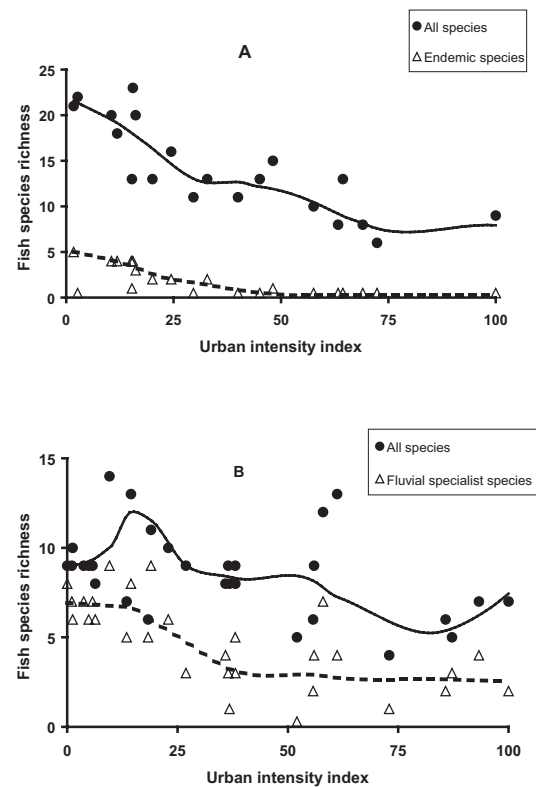 A
● All species
△ Endemic species
25
20
15
10
5
0
Fish species richness
0 25 50 75 100
Urban intensity index
B
● All species
△ Fluvial specialist species
15
10
5
0
Fish species richness
0 25 50 75 100
Urban intensity index